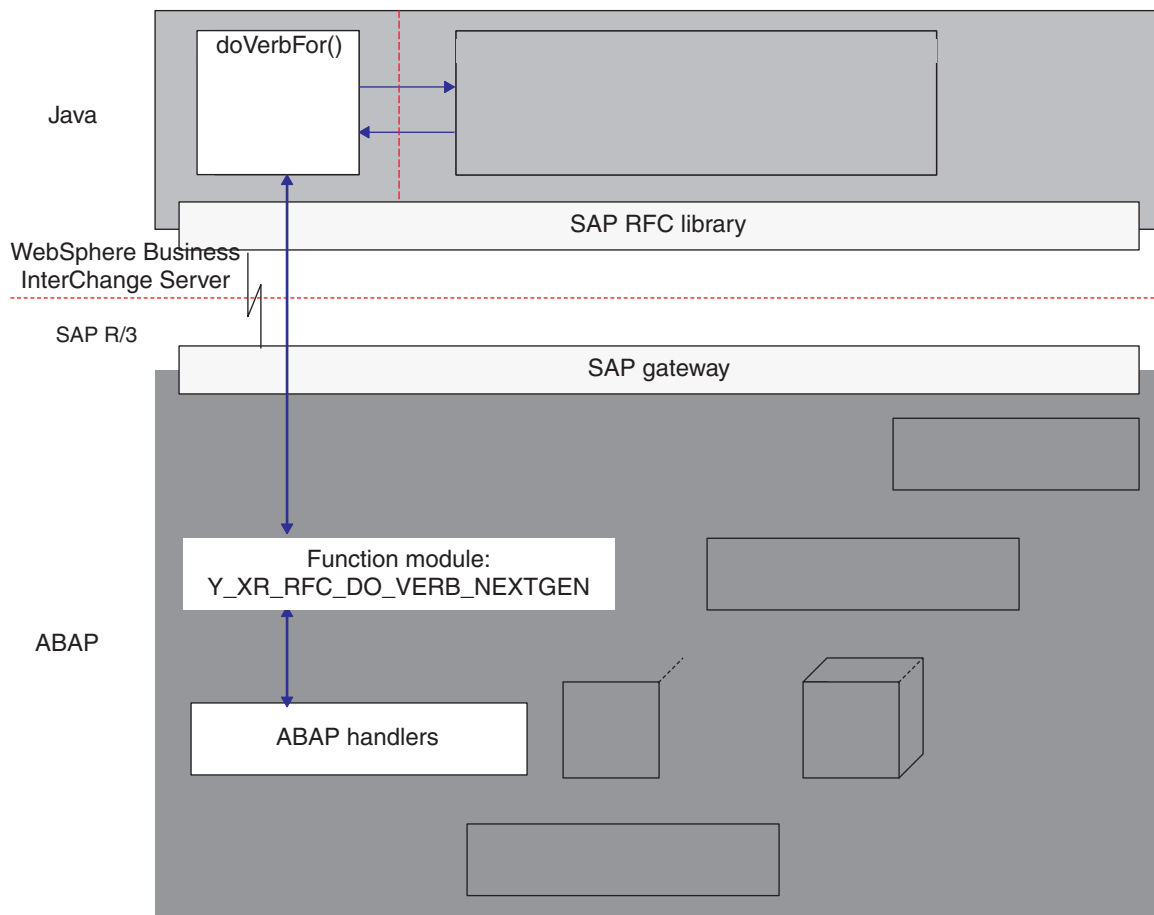 doVerbFor()
Java
SAP RFC library
WebSphere Business
InterChange Server
SAP R/3
SAP gateway
Function module:
Y_XR_RFC_DO_VERB_NEXTGEN
ABAP
ABAP handlers